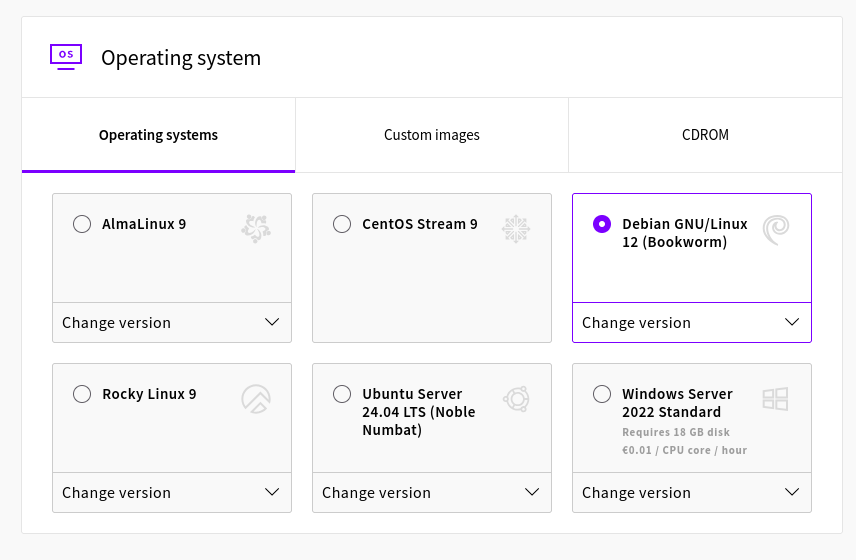 OS
Operating system
Operating systems
Custom images
CDROM
AlmaLinux 9
Change version
CentOS Stream 9
Debian GNU/Linux
12 (Bookworm)
Change version
Rocky Linux 9
Change version
Ubuntu Server
24.04 LTS (Noble
Numbat)
Change version
Windows Server
2022 Standard
Requires 18 GB disk
€0.01 / CPU core / hour
Change version